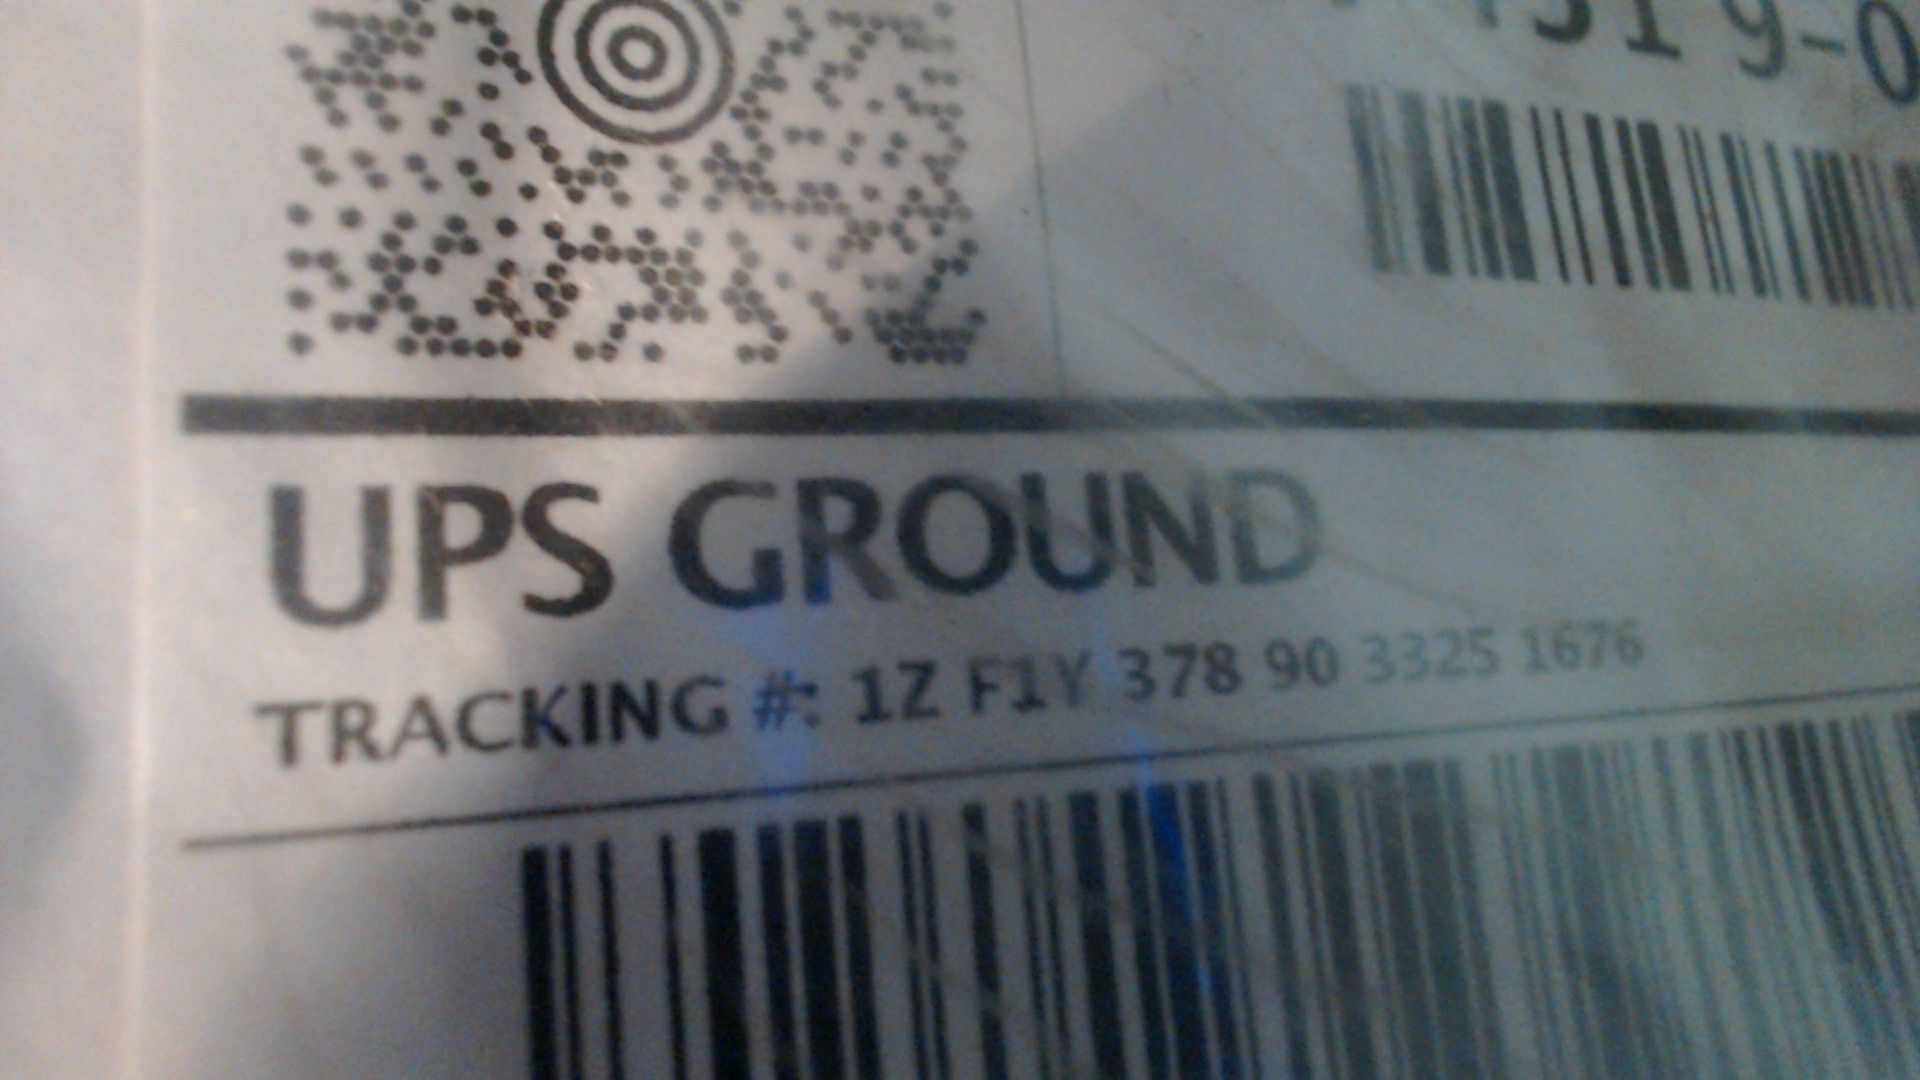 UPS GROUND
TRACKING #: 1Z F1Y 378 90 3325 1676